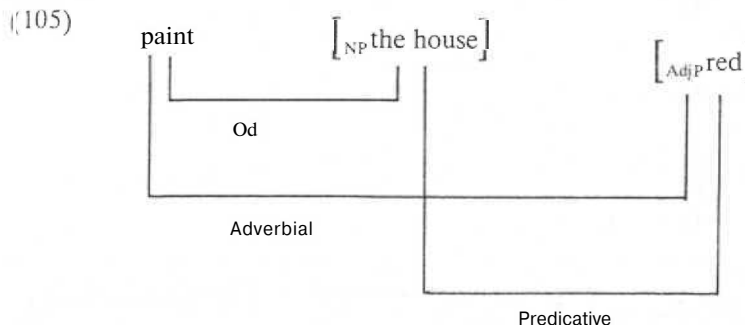 ((105)
paint [NP the house] [AdjP red
Od
Adverbial
Predicative